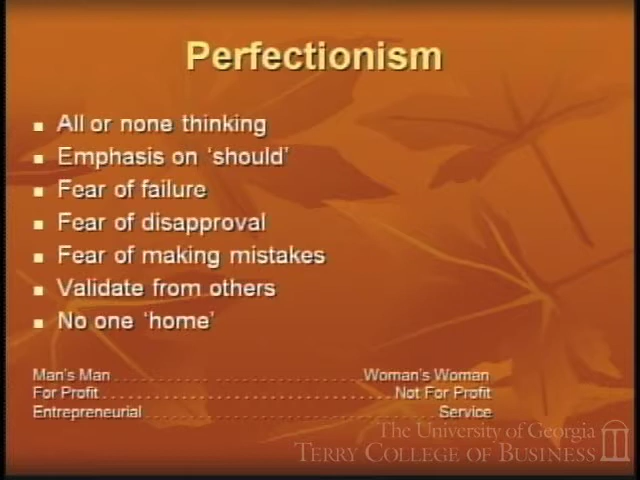 Perfectionism
All or none thinking
Emphasis on ‘should’
Fear of failure
Fear of disapproval
Fear of making mistakes
Validate from others
No one ‘home’
Man’s Man . . . . . . . . . . . . . . . . . . . . . . . . . . . Woman’s Woman
For Profit . . . . . . . . . . . . . . . . . . . . . . . . . . . . . . . . Not For Profit
Entrepreneurial . . . . . . . . . . . . . . . . . . . . . . . . . . . . . . . . Service
The University of Georgia
TERRY COLLEGE OF BUSINESS